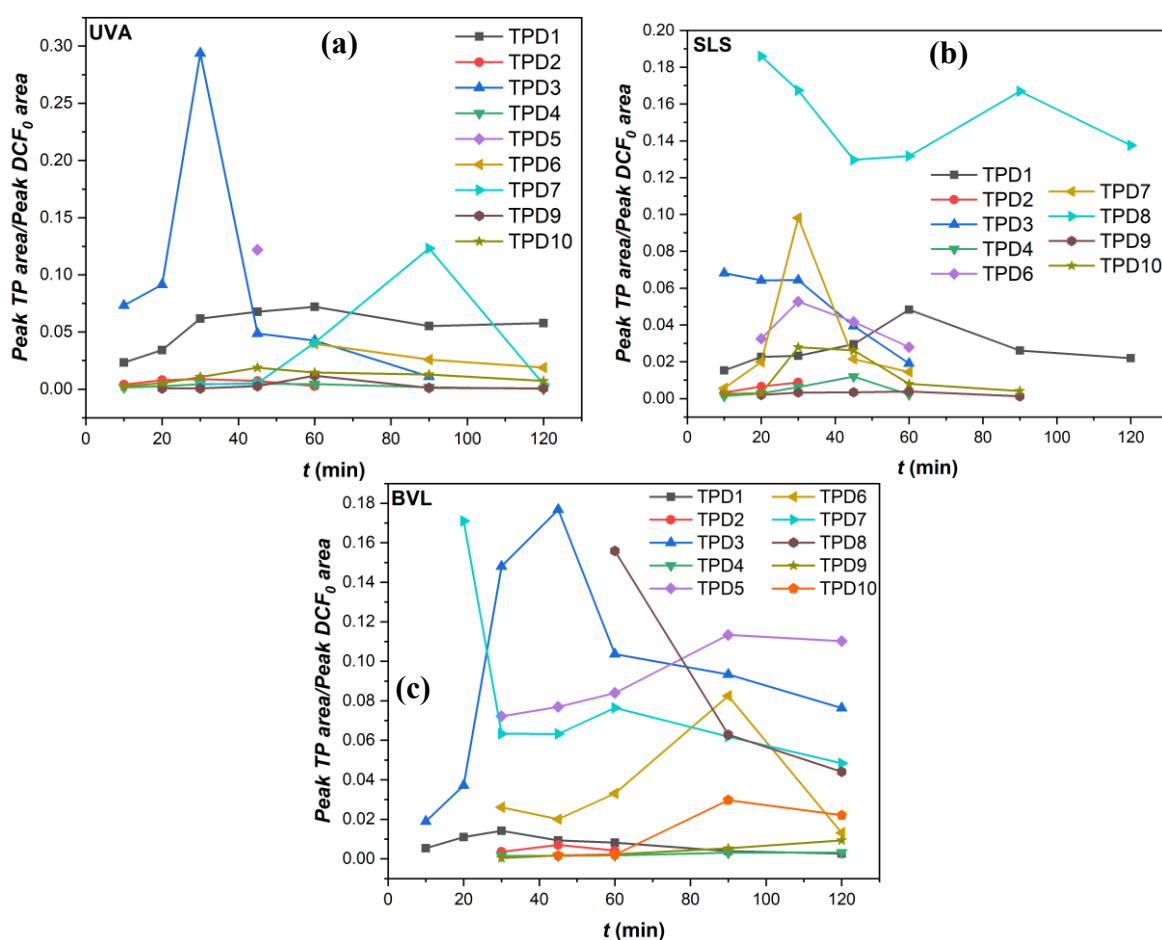 UVA
(a)
TPD1
TPD2
TPD3
TPD4
TPD5
TPD6
TPD7
TPD9
TPD10
Peak TP area/Peak DCF₀ area
0.30
0.25
0.20
0.15
0.10
0.05
0.00
0 20 40 60 80 100 120
t (min)
SLS
(b)
TPD1
TPD2
TPD3
TPD4
TPD6
TPD7
TPD8
TPD9
TPD10
Peak TP area/Peak DCF₀ area
0.20
0.18
0.16
0.14
0.12
0.10
0.08
0.06
0.04
0.02
0.00
0 20 40 60 80 100 120
t (min)
BVL
(c)
TPD1
TPD2
TPD3
TPD4
TPD5
TPD6
TPD7
TPD8
TPD9
TPD10
Peak TP area/Peak DCF₀ area
0.18
0.16
0.14
0.12
0.10
0.08
0.06
0.04
0.02
0.00
0 20 40 60 80 100 120
t (min)